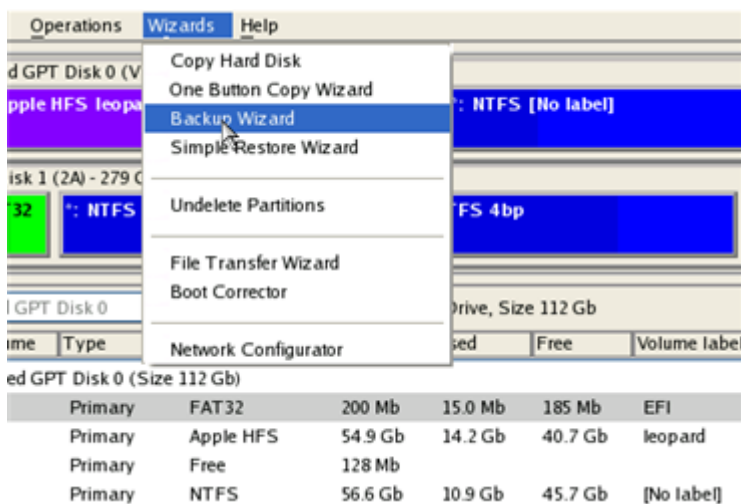 Operations Wizards Help
d GPT Disk 0 (V
Copy Hard Disk
One Button Copy Wizard
pple HFS leopa
Backup Wizard
*: NTFS [No label]
Simple Restore Wizard
isk 1 (2A) - 279 G
T32 *: NTFS
Undelete Partitions
TFS 4bp
File Transfer Wizard
Boot Corrector
GPT Disk 0
Drive, Size 112 Gb
Network Configurator
me Type sed Free Volume label
ed GPT Disk 0 (Size 112 Gb)
Primary FAT32 200 Mb 15.0 Mb 185 Mb EFI
Primary Apple HFS 54.9 Gb 14.2 Gb 40.7 Gb leopard
Primary Free 128 Mb
Primary NTFS 56.6 Gb 10.9 Gb 45.7 Gb [No label]